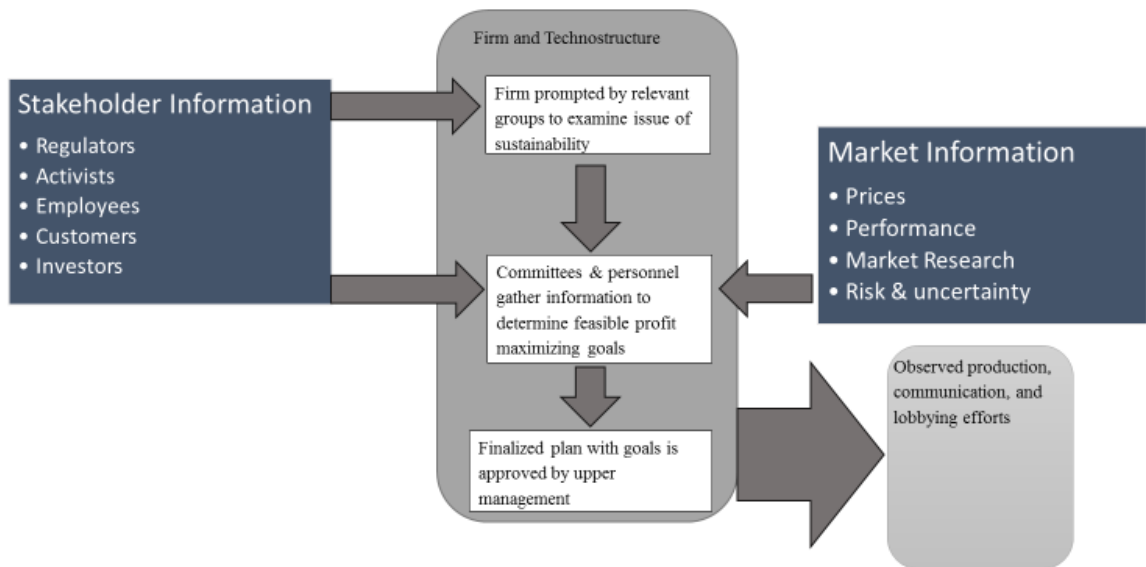 Firm and Technostructure
Stakeholder Information
• Regulators
• Activists
• Employees
• Customers
• Investors
Firm prompted by relevant
groups to examine issue of
sustainability
Market Information
• Prices
• Performance
• Market Research
• Risk & uncertainty
Committees & personnel
gather information to
determine feasible profit
maximizing goals
Finalized plan with goals is
approved by upper
management
Observed production,
communication, and
lobbying efforts